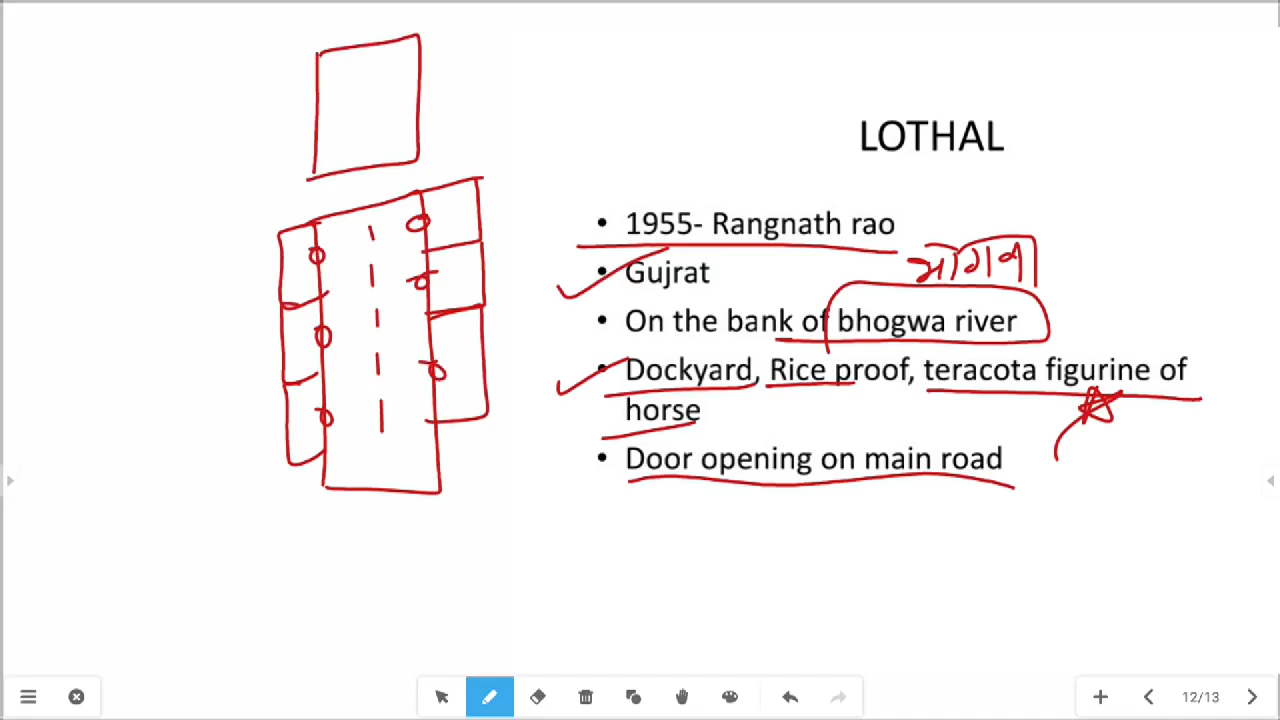 LOTHAL
• 1955- Rangnath rao
• Gujrat
• On the bank of bhogwa river
• Dockyard, Rice proof, teracota figurine of
horse
• Door opening on main road
12/13